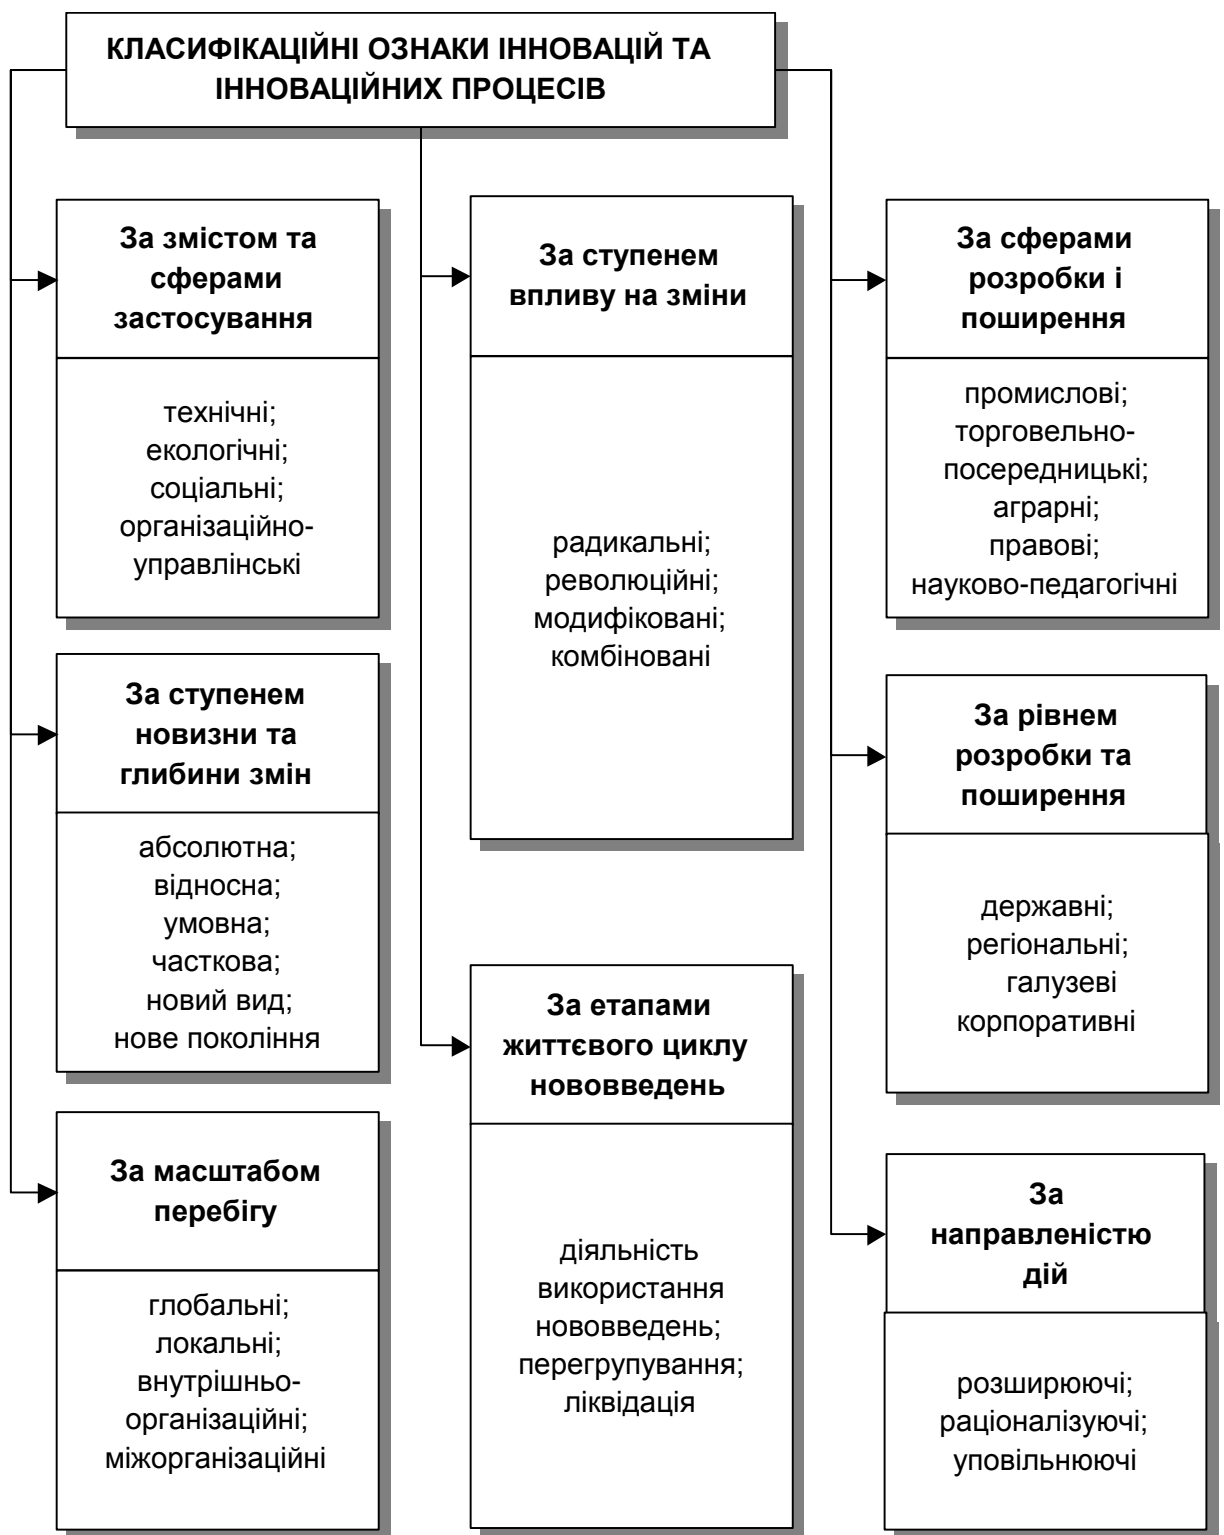 КЛАСИФІКАЦІЙНІ ОЗНАКИ ІННОВАЦІЙ ТА
ІННОВАЦІЙНИХ ПРОЦЕСІВ
За змістом та
сферами
застосування
технічні;
екологічні;
соціальні;
організаційно-
управлінські
За ступенем
новизни та
глибини змін
абсолютна;
відносна;
умовна;
часткова;
новий вид;
нове покоління
За масштабом
перебігу
глобальні;
локальні;
внутрішньо-
організаційні;
міжорганізаційні
За ступенем
впливу на зміни
радикальні;
революційні;
модифіковані;
комбіновані
За етапами
життєвого циклу
нововведень
діяльність
використання
нововведень;
перегрупування;
ліквідація
За сферами
розробки і
поширення
промислові;
торговельно-
посередницькі;
аграрні;
правові;
науково-педагогічні
За рівнем
розробки та
поширення
державні;
регіональні;
галузеві
корпоративні
За
направленістю
дій
розширюючі;
раціоналізуючі;
уповільнюючі